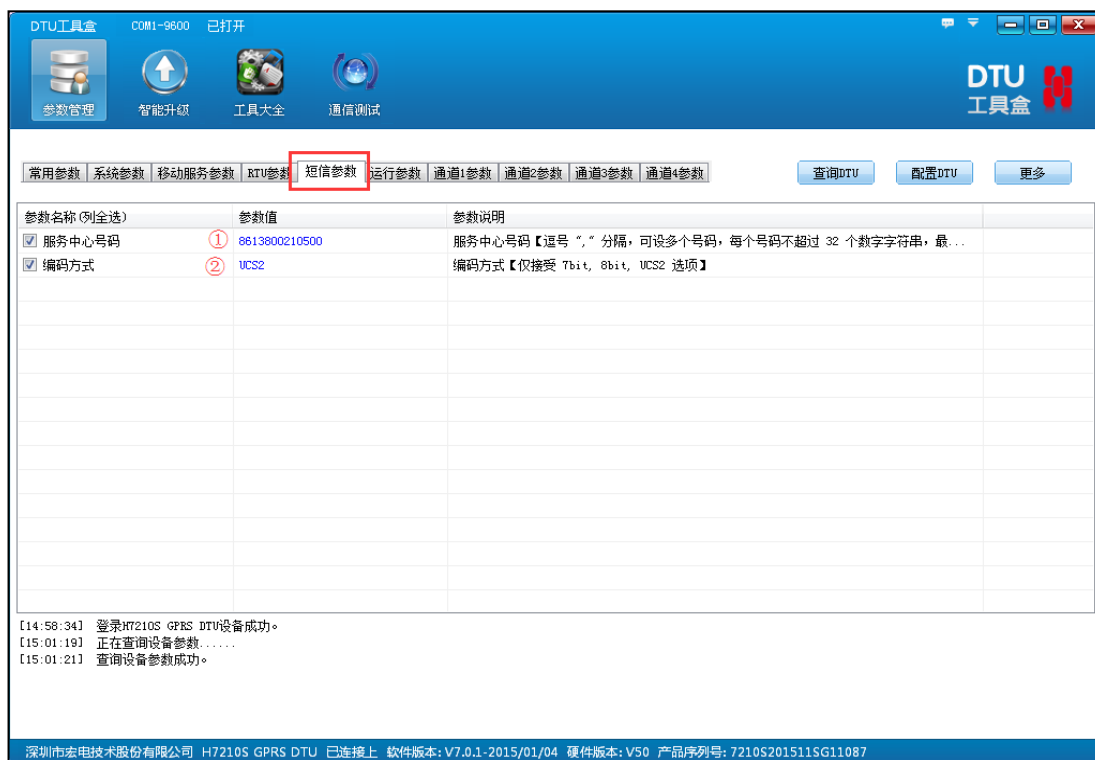 DTU工具盒 COM1-9600 已打开
参数管理 智能升级 工具大全 通信测试
DTU
工具盒
常用参数 系统参数 移动服务参数 RTU参数 短信参数 运行参数 通道1参数 通道2参数 通道3参数 通道4参数 查询DTU 配置DTU 更多
参数名称(列全选) 参数值 参数说明
服务中心号码 ① 8613800210500 服务中心号码【逗号 “,” 分隔，可设多个号码，每个号码不超过 32 个数字字符串，最...
编码方式 ② UCS2 编码方式【仅接受 7bit, 8bit, UCS2 选项】
[14:58:34] 登录H7210S GPRS DTU设备成功。
[15:01:19] 正在查询设备参数......
[15:01:21] 查询设备参数成功。
深圳市宏电技术股份有限公司 H7210S GPRS DTU 已连接上 软件版本: V7.0.1-2015/01/04 硬件版本: V50 产品序列号: 7210S201511SG11087